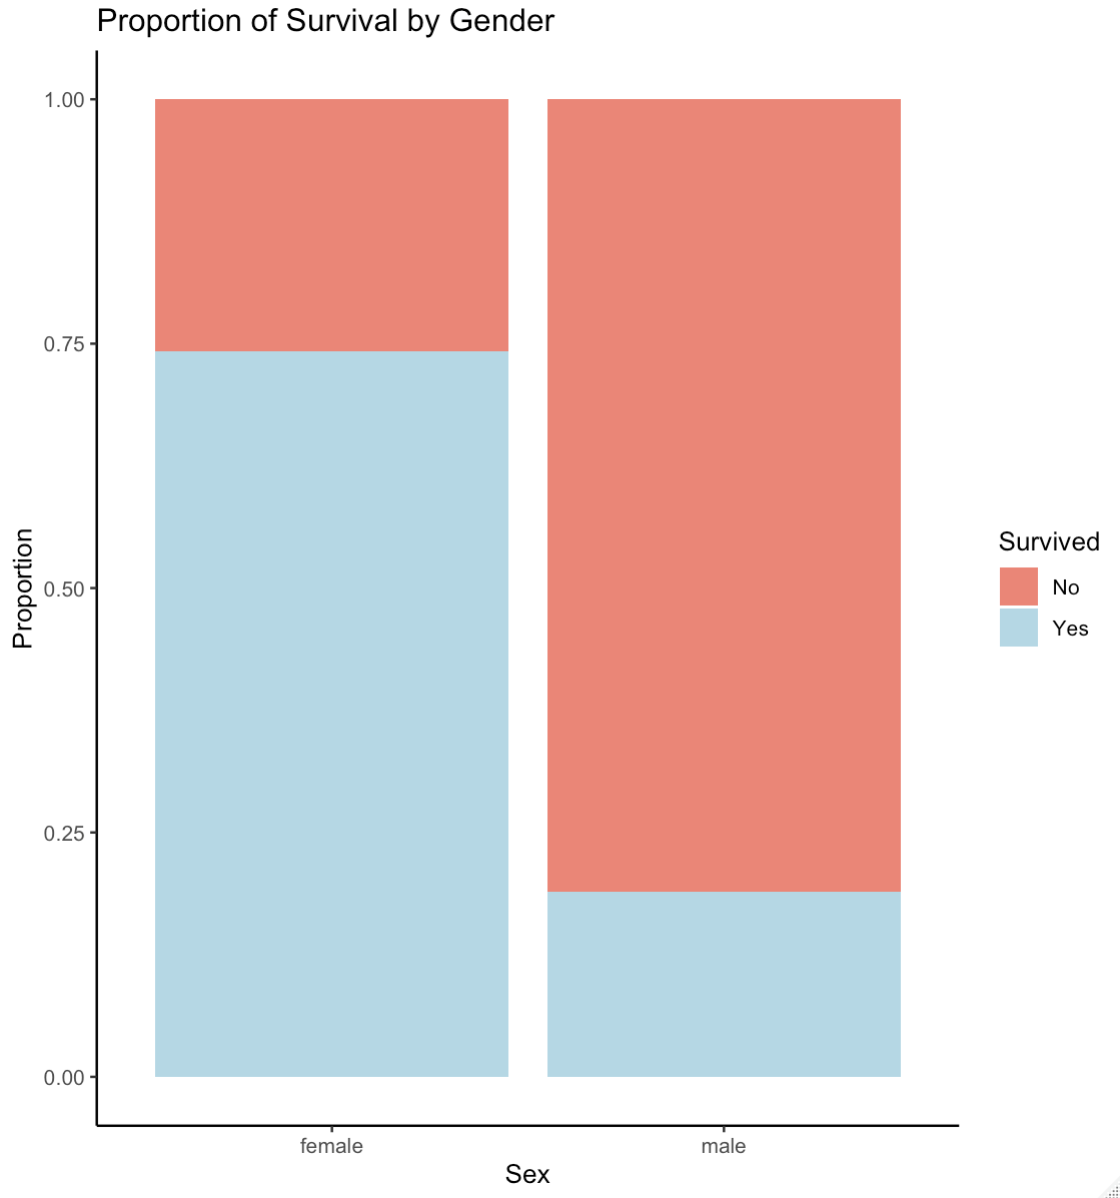 Proportion of Survival by Gender
1.00
0.75
0.50
0.25
0.00
Proportion
female
male
Sex
Survived
No
Yes